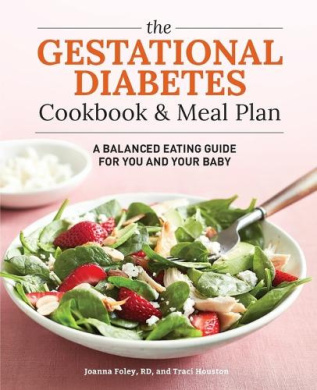 the
GESTATIONAL
DIABETES
Cookbook & Meal Plan
A BALANCED EATING GUIDE
FOR YOU AND YOUR BABY
Joanna Foley, RD, and Traci Houston